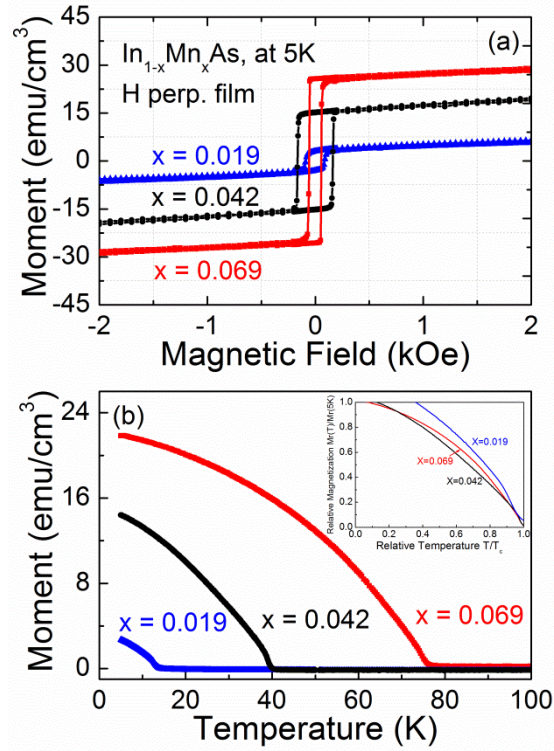 (a)
In1-xMnxAs, at 5K
H perp. film
x = 0.019
x = 0.042
x = 0.069
Moment (emu/cm3)
45
30
15
0
-15
-30
-45
-2
-1
0
1
2
Magnetic Field (kOe)
(b)
Moment (emu/cm3)
24
16
8
0
x = 0.019
x = 0.042
x = 0.069
0
20
40
60
80
100
Temperature (K)
Relative Magnetization Mr(T)/Mr(5K)
1.0
0.8
0.6
0.4
0.2
0.0
X=0.019
X=0.069
X=0.042
0.0
0.2
0.4
0.6
0.8
1.0
Relative Temperature T/Tc